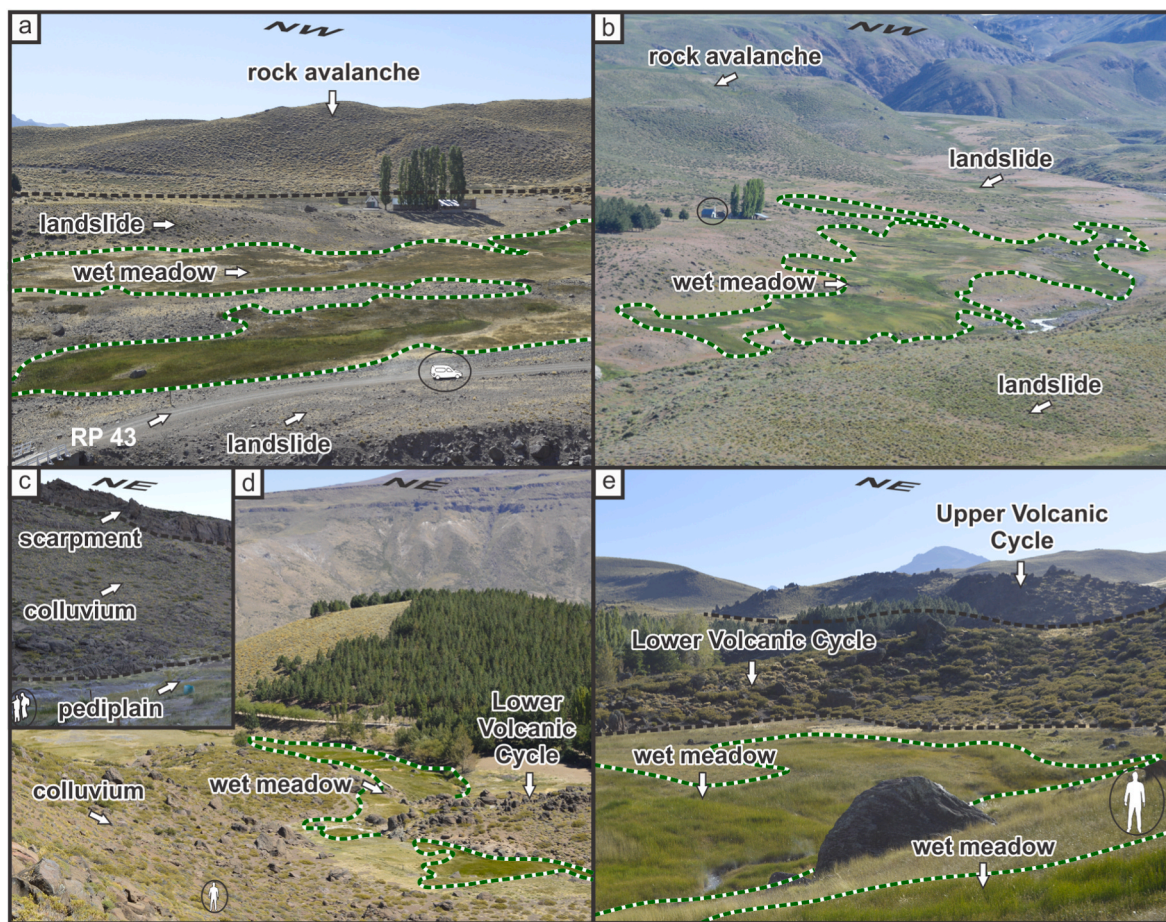 a
NW
rock avalanche
landslide
wet meadow
RP 43
landslide
b
NW
rock avalanche
landslide
wet meadow
landslide
c
NE
scarpment
colluvium
pediplain
d
NE
Lower
Volcanic
Cycle
wet meadow
colluvium
e
NE
Upper Volcanic
Cycle
Lower Volcanic Cycle
wet meadow
wet meadow